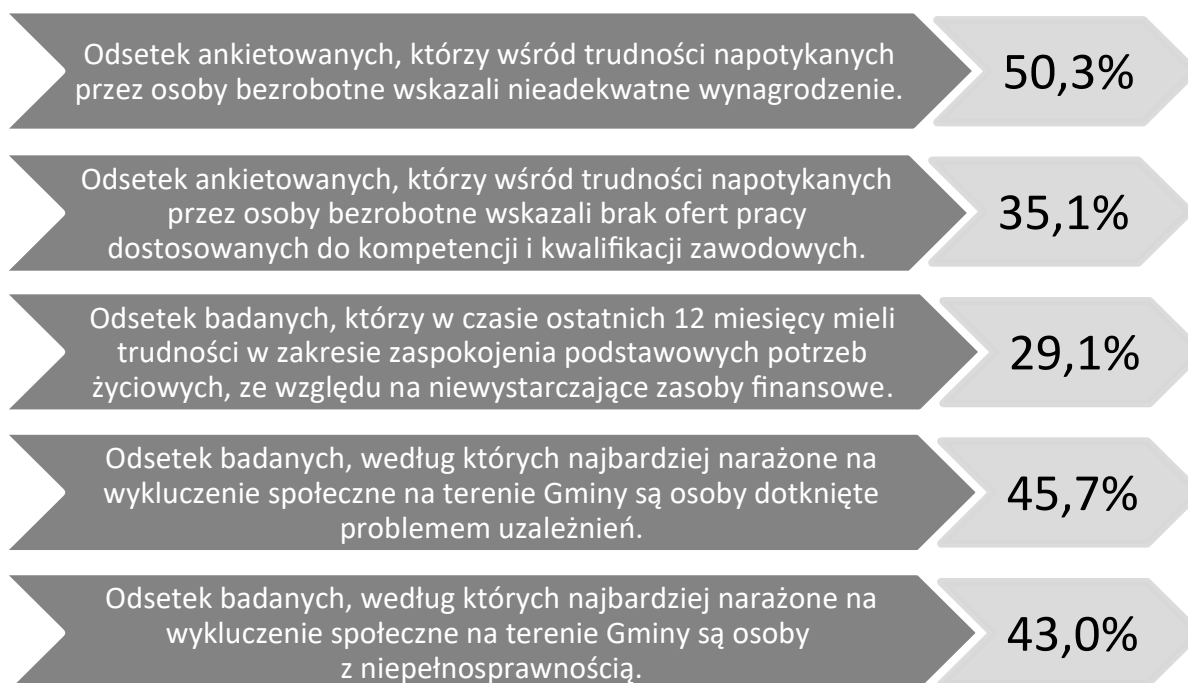 Odsetek ankietowanych, którzy wśród trudności napotykanych
przez osoby bezrobotne wskazali nieadekwatne wynagrodzenie.
50,3%
Odsetek ankietowanych, którzy wśród trudności napotykanych
przez osoby bezrobotne wskazali brak ofert pracy
dostosowanych do kompetencji i kwalifikacji zawodowych.
35,1%
Odsetek badanych, którzy w czasie ostatnich 12 miesięcy mieli
trudności w zakresie zaspokojenia podstawowych potrzeb
życiowych, ze względu na niewystarczające zasoby finansowe.
29,1%
Odsetek badanych, według których najbardziej narażone na
wykluczenie społeczne na terenie Gminy są osoby dotknięte
problemem uzależnień.
45,7%
Odsetek badanych, według których najbardziej narażone na
wykluczenie społeczne na terenie Gminy są osoby
z niepełnosprawnością.
43,0%